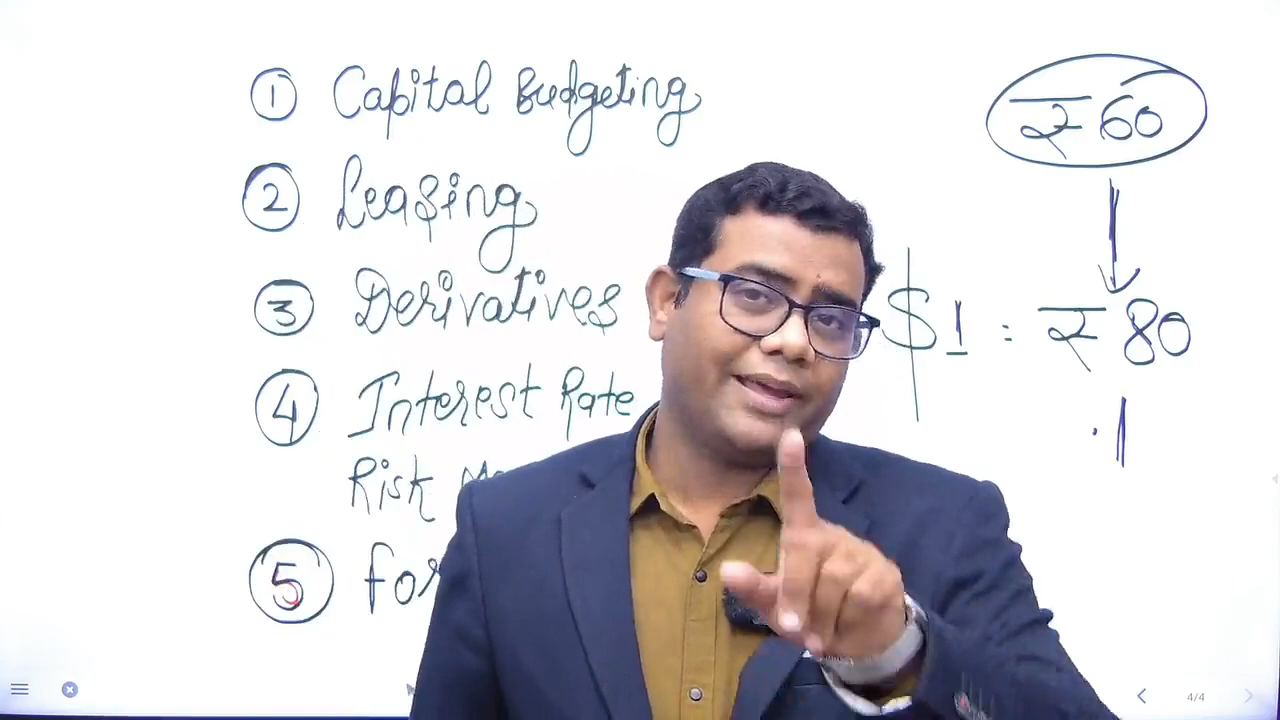 ① Capital Budgeting
② Leasing
③ Derivatives
④ Interest Rate
Risk
⑤ for
₹ 60
$ 1 : ₹ 80
4/4